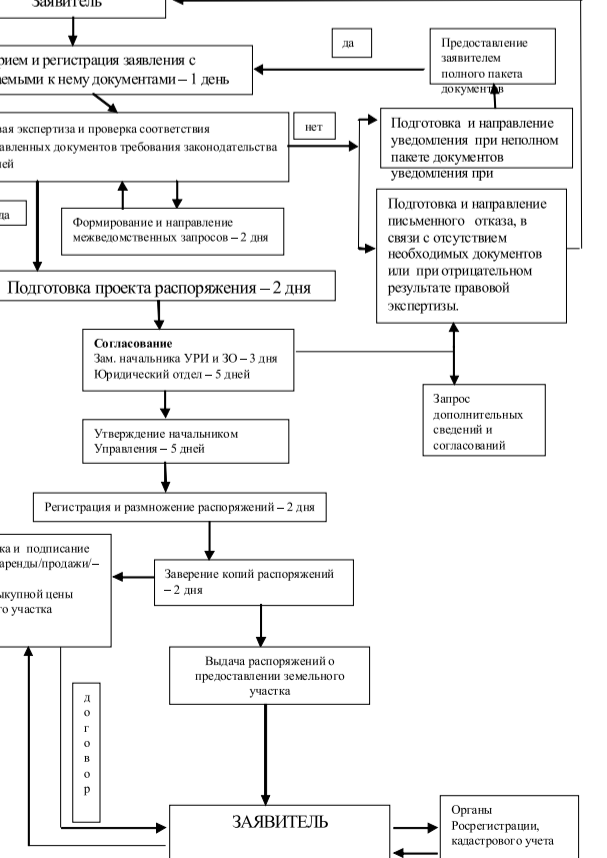 ЗАЯВИТЕЛЬ
да
Предоставление
заявителем
полного пакета
документов
рием и регистрация заявления с
аемыми к нему документами – 1 день
вая экспертиза и проверка соответствия
авленных документов требования законодательства
ней
нет
Подготовка и направление
уведомления при неполном
пакете документов
уведомления при
да
Формирование и направление
межведомственных запросов – 2 дня
Подготовка и направление
письменного отказа, в
связи с отсутствием
необходимых документов
или при отрицательном
результате правовой
экспертизы.
Подготовка проекта распоряжения – 2 дня
Согласование
Зам. начальника УРИ и ЗО – 3 дня
Юридический отдел – 5 дней
Запрос
дополнительных
сведений и
согласований
Утверждение начальником
Управления – 5 дней
Регистрация и размножение распоряжений – 2 дня
ка и подписание
аренды/продажи/–
ыкупной цены
го участка
Заверение копий распоряжений
– 2 дня
Выдача распоряжений о
предоставлении земельного
участка
д
о
г
о
в
о
р
ЗАЯВИТЕЛЬ
Органы
Росрегистрации,
кадастрового учета